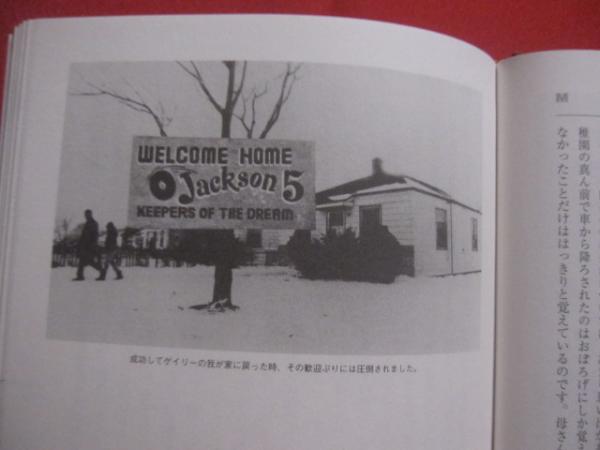 WELCOME HOME
Jackson 5
KEEPERS OF THE DREAM
成功してゲイリーの我が家に戻った時、その歓迎ぶりには圧倒されました。
稚園の真ん前で車から降ろされたのはおぼろげにしか覚え
なかったことだけははっきりと覚えているのです。母さん